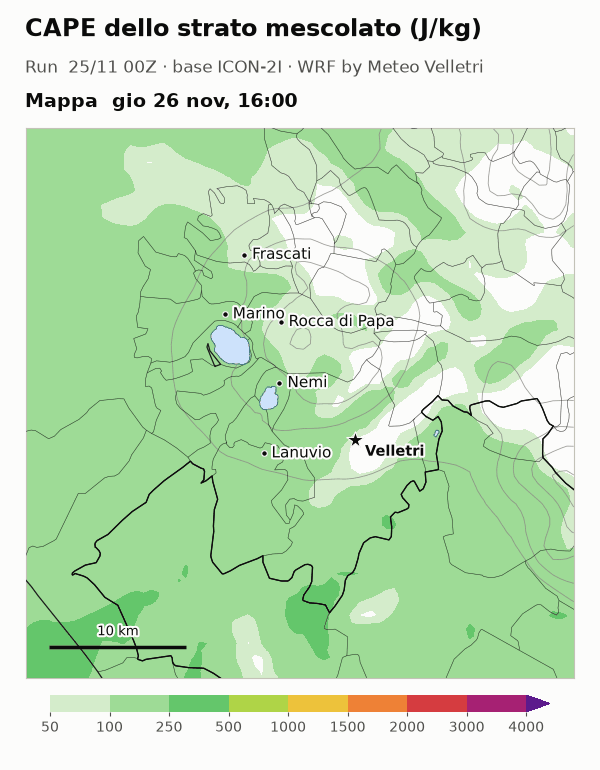 CAPE dello strato mescolato (J/kg)
Run  25/11 00Z · base ICON-2I · WRF by Meteo Velletri
Mappa  gio 26 nov, 16:00
Frascati
Marino
Rocca di Papa
Nemi
Velletri
Lanuvio
10 km
50 100 250 500 1000 1500 2000 3000 4000